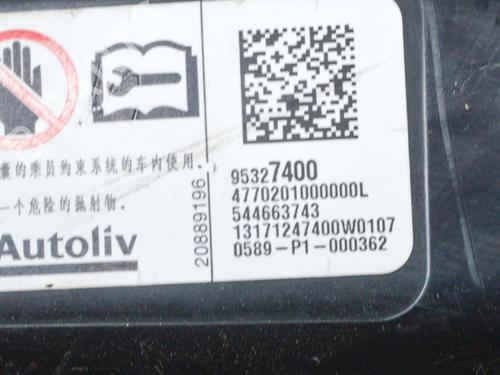 囊的乘员约束系统的车内使用。
一个危险的抛射物。
Autoliv
20889196
95327400
4770201000000L
544663743
13171247400W0107
0589-P1-000362